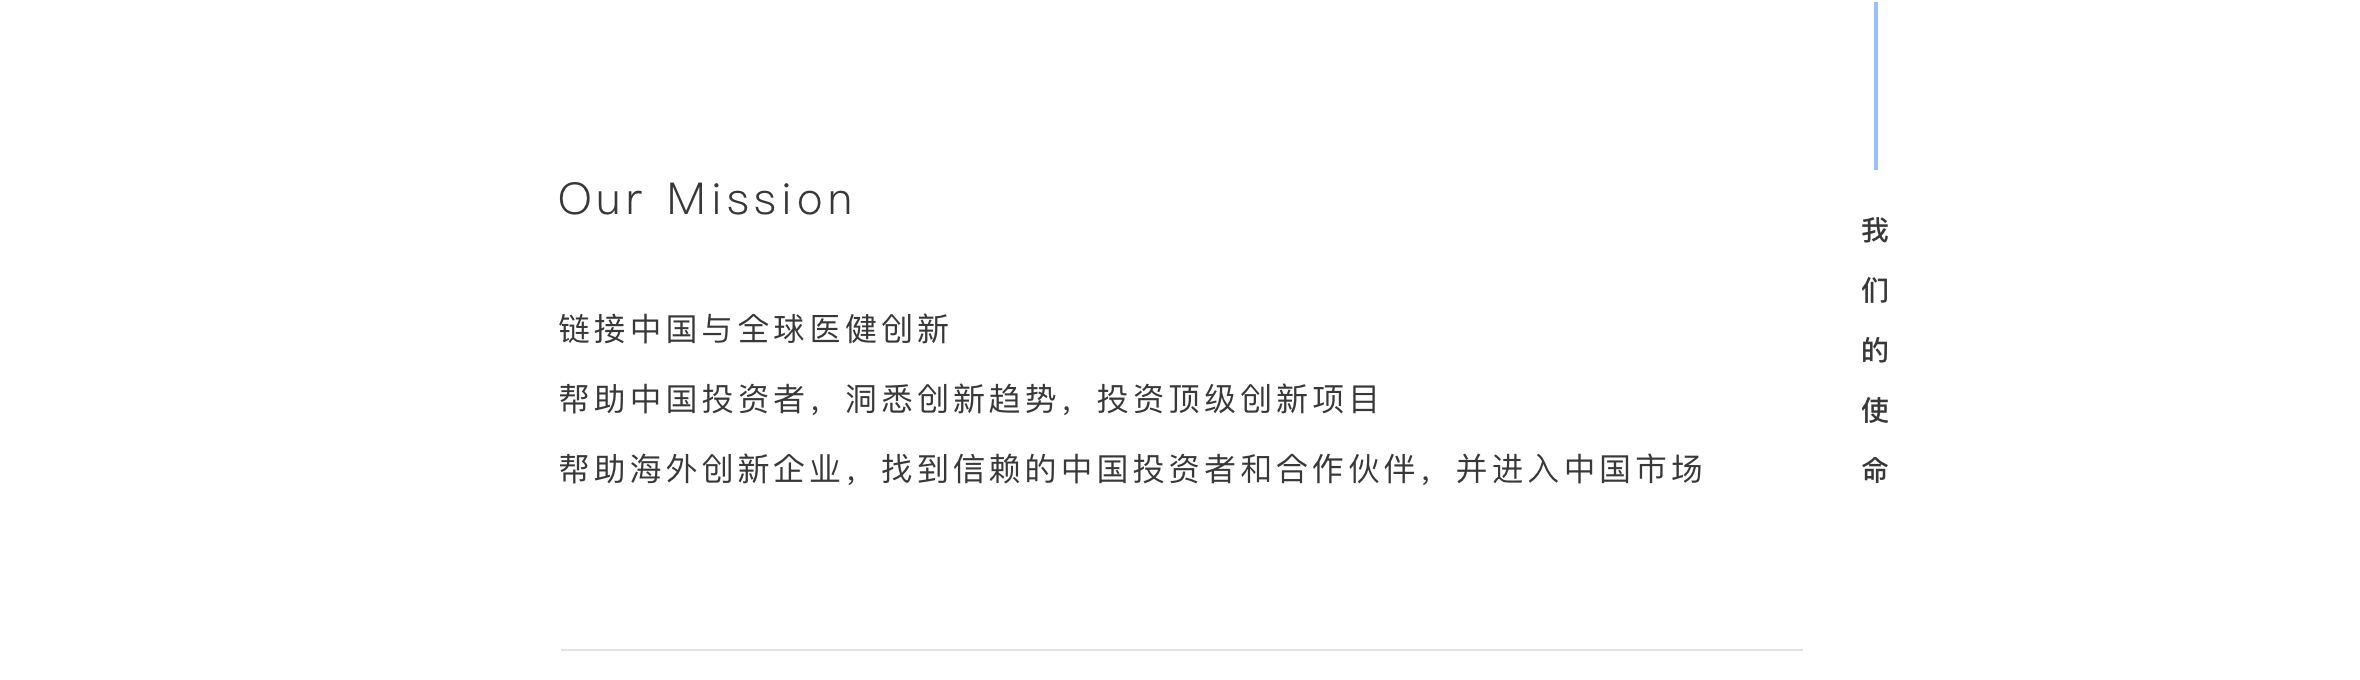 Our Mission
链接中国与全球医健创新
帮助中国投资者，洞悉创新趋势，投资顶级创新项目
帮助海外创新企业，找到信赖的中国投资者和合作伙伴，并进入中国市场
我们的使命